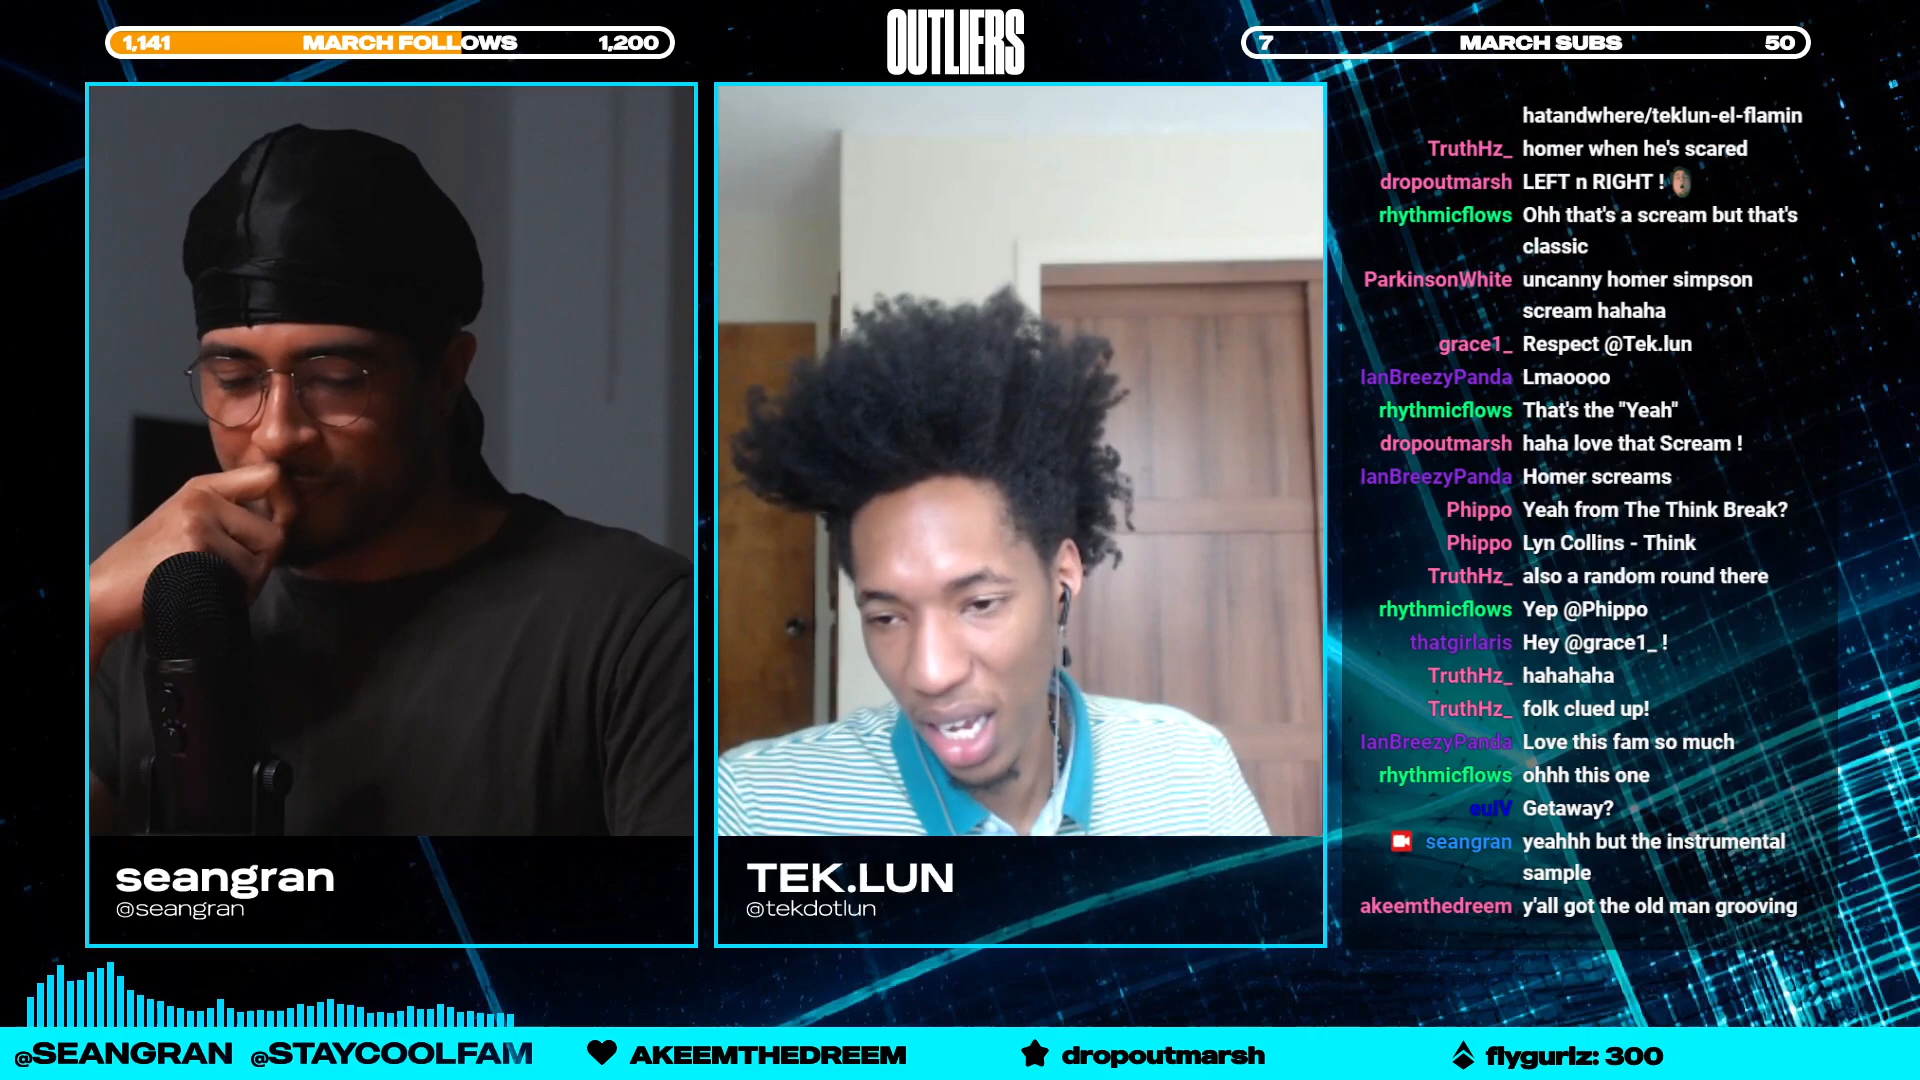 1,141 MARCH FOLLOWS 1,200
OUTLIERS
7 MARCH SUBS 50
hatandwhere/teklun-el-flamin
TruthHz_ homer when he's scared
dropoutmarsh LEFT n RIGHT !
rhythmicflows Ohh that's a scream but that's
classic
ParkinsonWhite uncanny homer simpson
scream hahaha
grace1_ Respect @Tek.lun
IanBreezyPanda Lmaoooo
rhythmicflows That's the "Yeah"
dropoutmarsh haha love that Scream !
IanBreezyPanda Homer screams
Phippo Yeah from The Think Break?
Phippo Lyn Collins - Think
TruthHz_ also a random round there
rhythmicflows Yep @Phippo
thatgirlaris Hey @grace1_ !
TruthHz_ hahahaha
TruthHz_ folk clued up!
IanBreezyPanda Love this fam so much
rhythmicflows ohhh this one
eulV Getaway?
seangran yeahhh but the instrumental
sample
akeemthedreem y'all got the old man grooving
seangran
@seangran
TEK.LUN
@tekdotlun
@SEANGRAN @STAYCOOLFAM AKEEMTHEDREEM dropoutmarsh flygurlz: 300